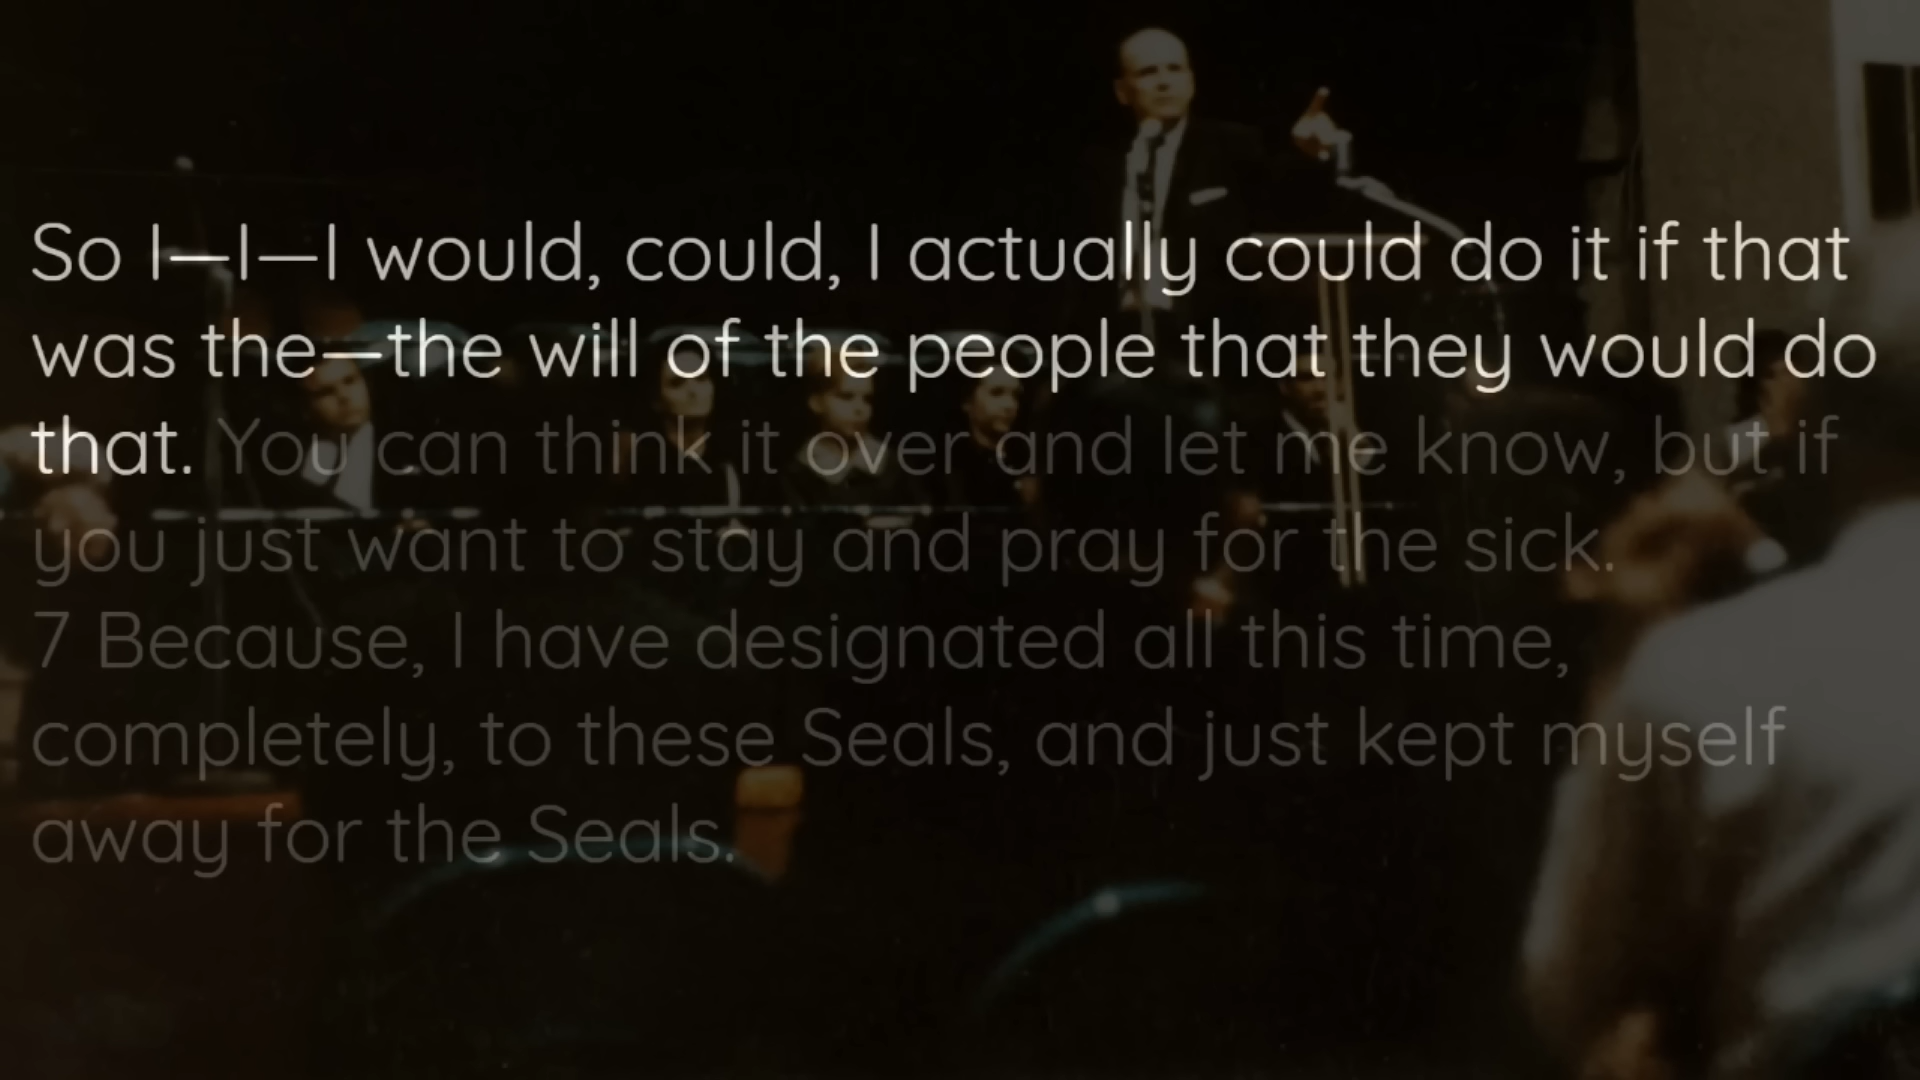 So I—I—I would, could, I actually could do it if that
was the—the will of the people that they would do
that. You can think it over and let me know, but if
you just want to stay and pray for the sick.
7 Because, I have designated all this time,
completely, to these Seals, and just kept myself
away for the Seals.